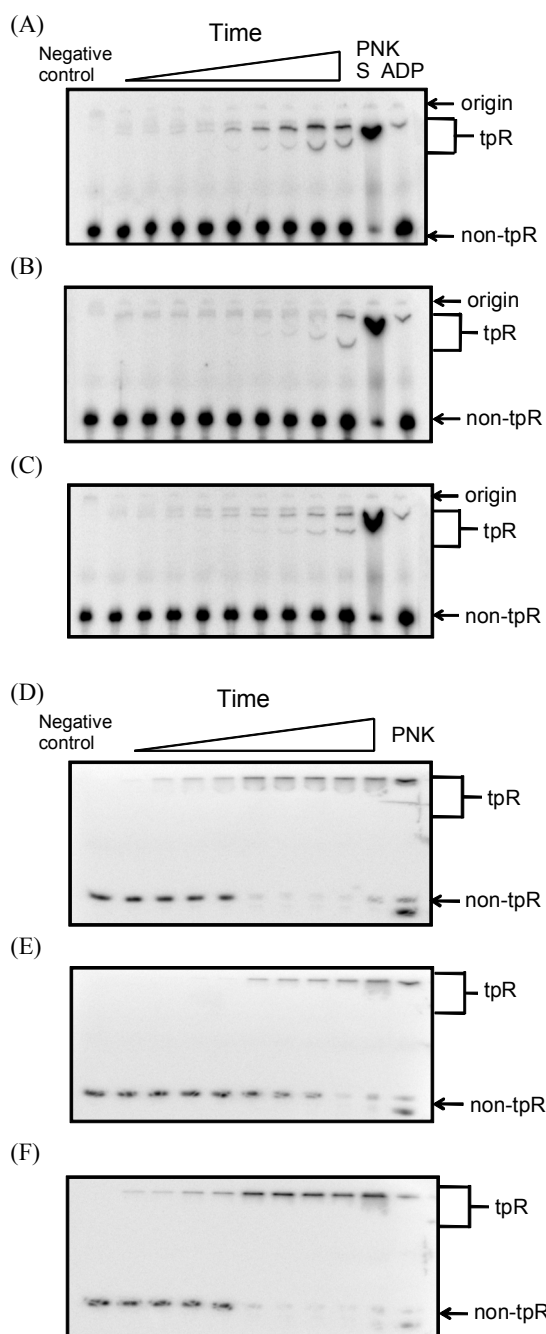 (A)
Time
Negative control
PNK
S ADP
origin
tpR
non-tpR
(B)
origin
tpR
non-tpR
(C)
origin
tpR
non-tpR
(D)
Time
Negative control
PNK
tpR
non-tpR
(E)
tpR
non-tpR
(F)
tpR
non-tpR